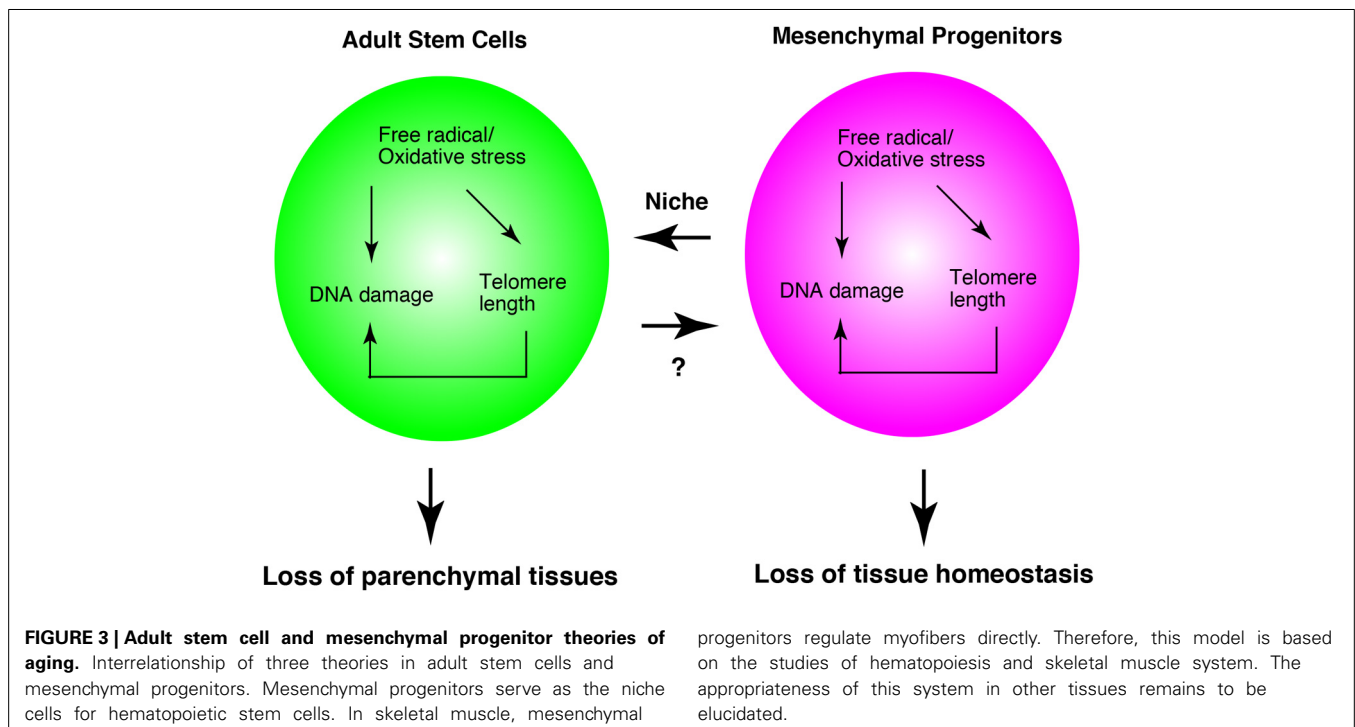 Adult Stem Cells
Mesenchymal Progenitors
Free radical/
Oxidative stress
DNA damage
Telomere
length
Niche
?
Free radical/
Oxidative stress
DNA damage
Telomere
length
Loss of parenchymal tissues
Loss of tissue homeostasis
FIGURE 3 | Adult stem cell and mesenchymal progenitor theories of
aging. Interrelationship of three theories in adult stem cells and
mesenchymal progenitors. Mesenchymal progenitors serve as the niche
cells for hematopoietic stem cells. In skeletal muscle, mesenchymal
progenitors regulate myofibers directly. Therefore, this model is based
on the studies of hematopoiesis and skeletal muscle system. The
appropriateness of this system in other tissues remains to be
elucidated.